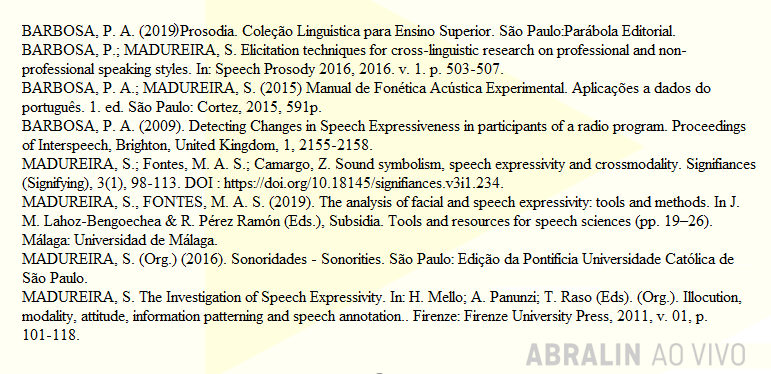 BARBOSA, P. A. (2019)Prosodia. Coleção Linguistica para Ensino Superior. São Paulo:Parábola Editorial.
BARBOSA, P.; MADUREIRA, S. Elicitation techniques for cross-linguistic research on professional and non-
professional speaking styles. In: Speech Prosody 2016, 2016. v. 1. p. 503-507.
BARBOSA, P. A.; MADUREIRA, S. (2015) Manual de Fonética Acústica Experimental. Aplicações a dados do
português. 1. ed. São Paulo: Cortez, 2015, 591p.
BARBOSA, P. A. (2009). Detecting Changes in Speech Expressiveness in participants of a radio program. Proceedings
of Interspeech, Brighton, United Kingdom, 1, 2155-2158.
MADUREIRA, S.; Fontes, M. A. S.; Camargo, Z. Sound symbolism, speech expressivity and crossmodality. Signifiances
(Signifying), 3(1), 98-113. DOI : https://doi.org/10.18145/signifiances.v3i1.234.
MADUREIRA, S., FONTES, M. A. S. (2019). The analysis of facial and speech expressivity: tools and methods. In J.
M. Lahoz-Bengoechea & R. Pérez Ramón (Eds.), Subsidia. Tools and resources for speech sciences (pp. 19–26).
Málaga: Universidad de Málaga.
MADUREIRA, S. (Org.) (2016). Sonoridades - Sonorities. São Paulo: Edição da Pontifícia Universidade Católica de
São Paulo.
MADUREIRA, S. The Investigation of Speech Expressivity. In: H. Mello; A. Panunzi; T. Raso (Eds). (Org.). Illocution,
modality, attitude, information patterning and speech annotation.. Firenze: Firenze University Press, 2011, v. 01, p.
101-118.
ABRALIN AO VIVO